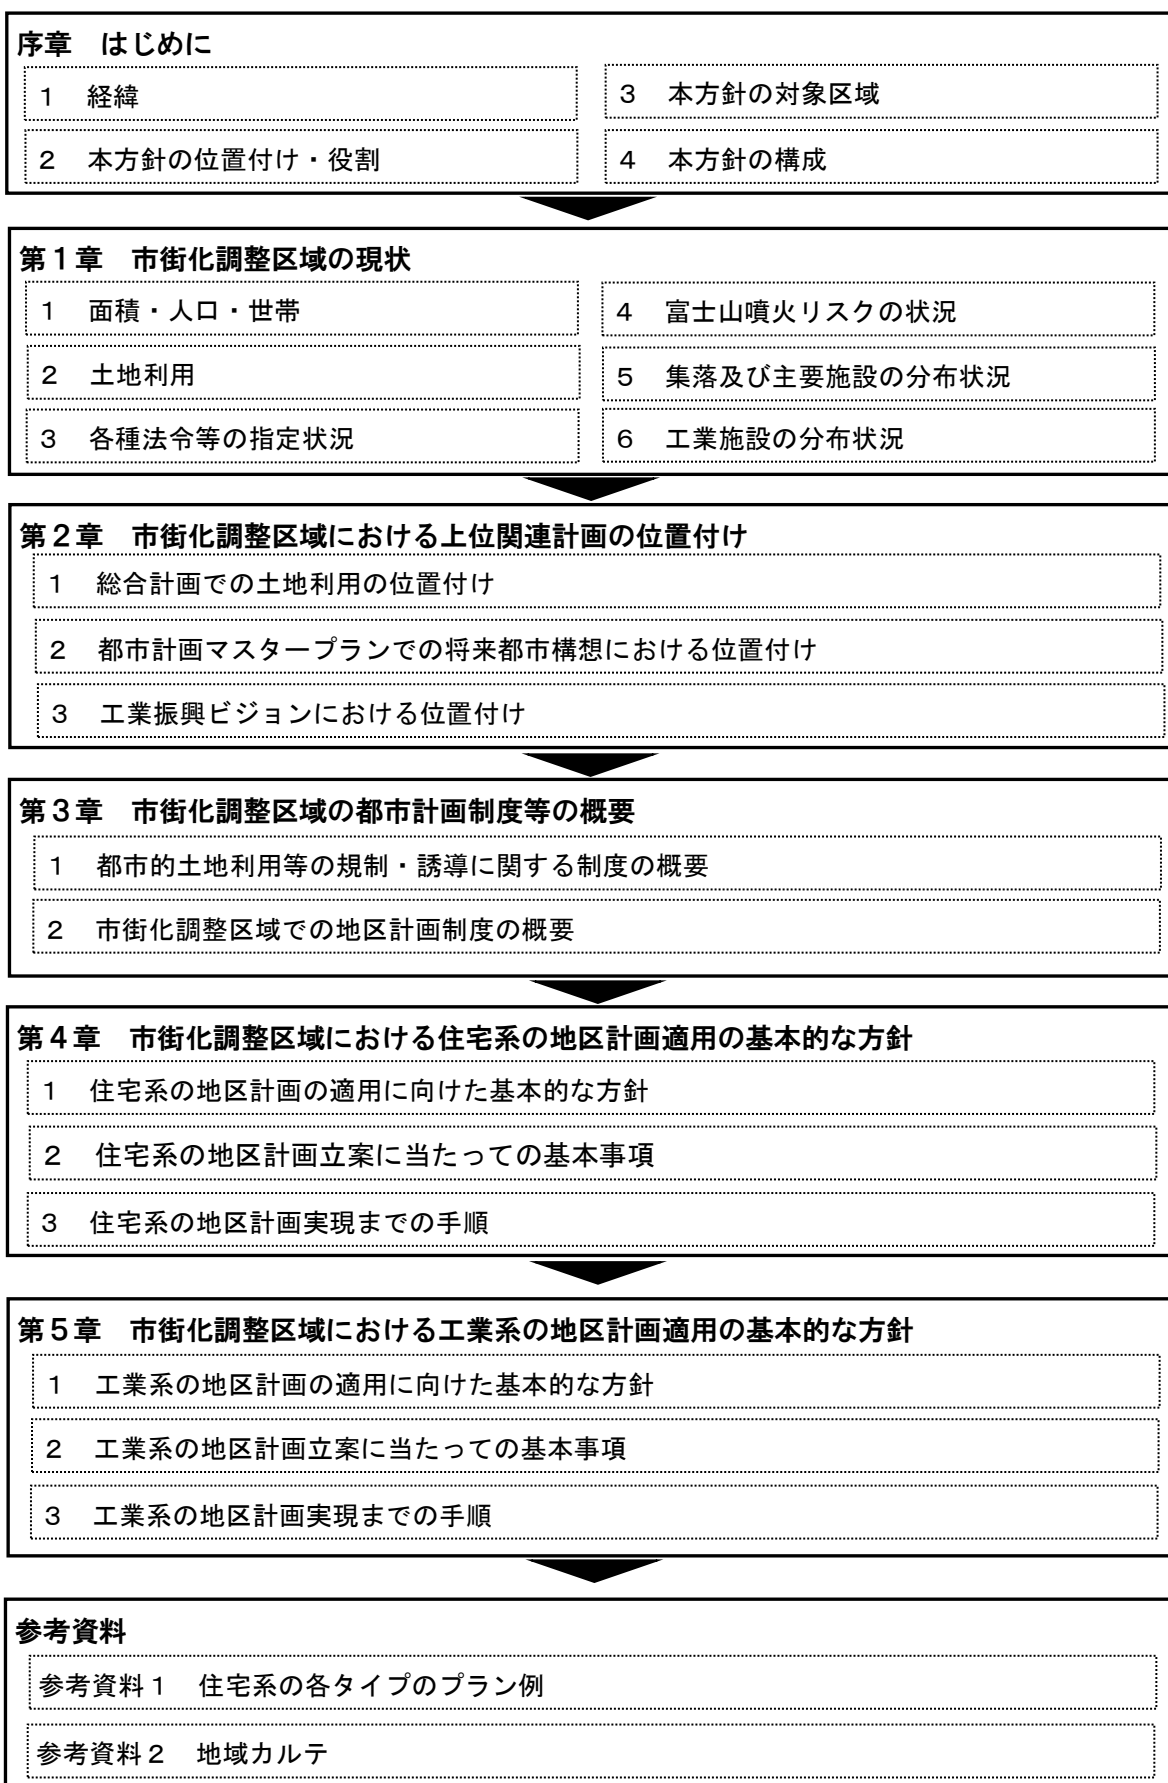 序章　はじめに
１　経緯
２　本方針の位置付け・役割
３　本方針の対象区域
４　本方針の構成
第１章　市街化調整区域の現状
１　面積・人口・世帯
２　土地利用
３　各種法令等の指定状況
４　富士山噴火リスクの状況
５　集落及び主要施設の分布状況
６　工業施設の分布状況
第２章　市街化調整区域における上位関連計画の位置付け
１　総合計画での土地利用の位置付け
２　都市計画マスタープランでの将来都市構想における位置付け
３　工業振興ビジョンにおける位置付け
第３章　市街化調整区域の都市計画制度等の概要
１　都市的土地利用等の規制・誘導に関する制度の概要
２　市街化調整区域での地区計画制度の概要
第４章　市街化調整区域における住宅系の地区計画適用の基本的な方針
１　住宅系の地区計画の適用に向けた基本的な方針
２　住宅系の地区計画立案に当たっての基本事項
３　住宅系の地区計画実現までの手順
第５章　市街化調整区域における工業系の地区計画適用の基本的な方針
１　工業系の地区計画の適用に向けた基本的な方針
２　工業系の地区計画立案に当たっての基本事項
３　工業系の地区計画実現までの手順
参考資料
参考資料１　住宅系の各タイプのプラン例
参考資料２　地域カルテ